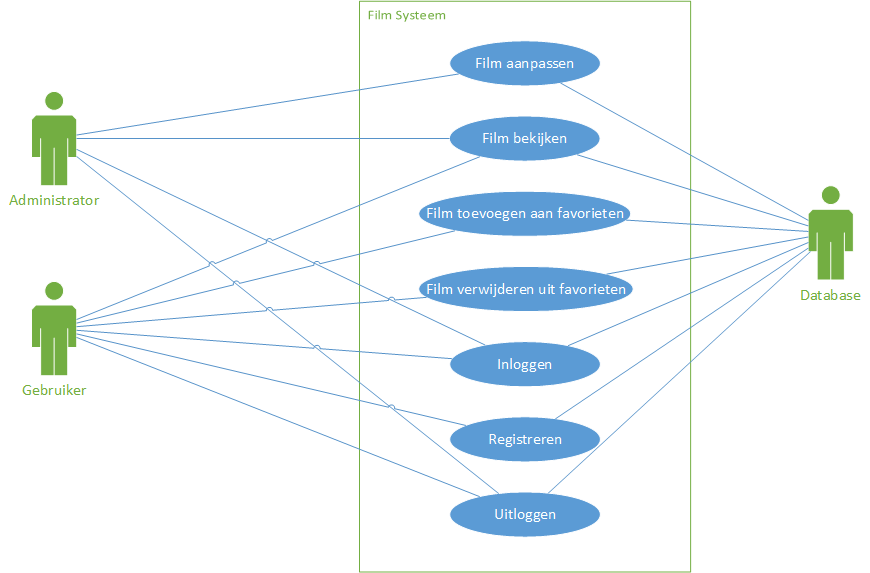 Film Systeem
Film aanpassen
Film bekijken
Film toevoegen aan favorieten
Film verwijderen uit favorieten
Inloggen
Registreren
Uitloggen
Administrator
Gebruiker
Database